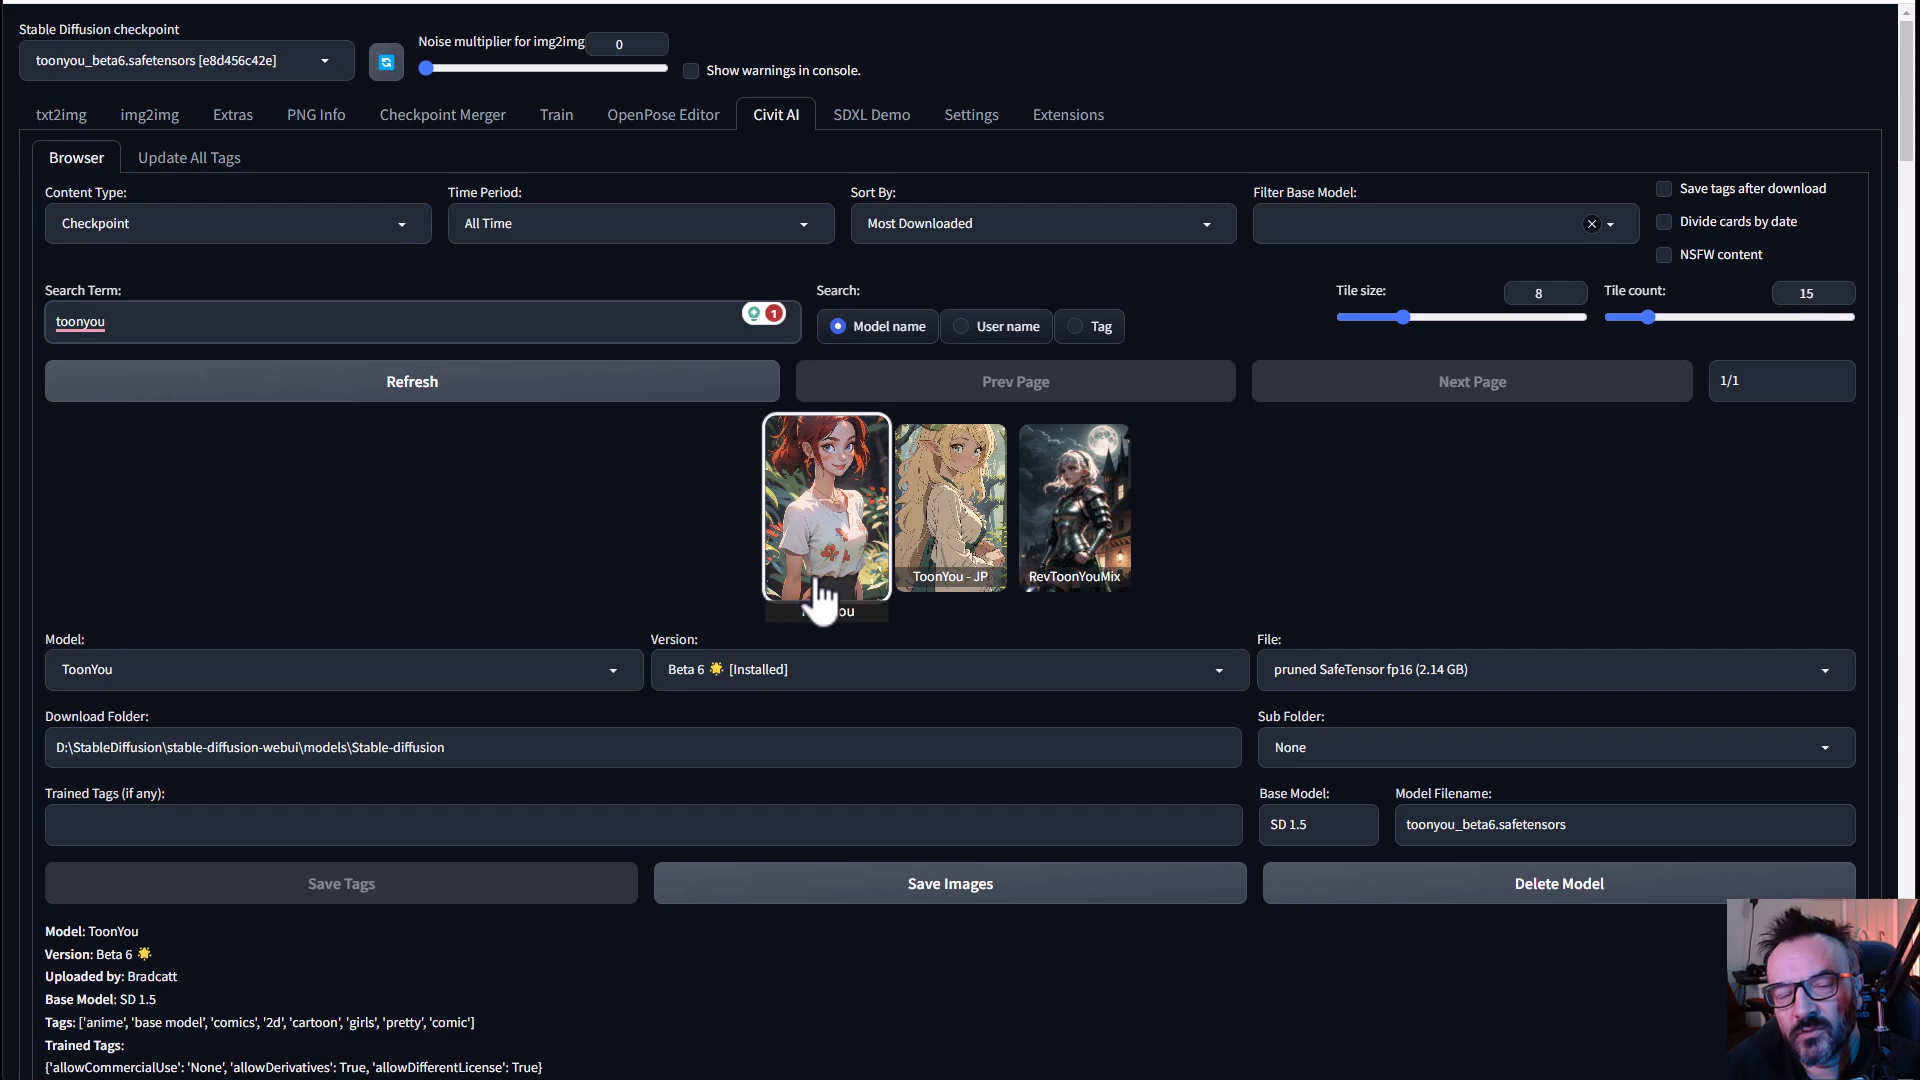 Stable Diffusion checkpoint
toonyou_beta6.safetensors [e8d456c42e]
Noise multiplier for img2img
0
Show warnings in console.
txt2img img2img Extras PNG Info Checkpoint Merger Train OpenPose Editor Civit AI SDXL Demo Settings Extensions
Browser Update All Tags
Content Type: Time Period: Sort By: Filter Base Model:
Checkpoint All Time Most Downloaded
Save tags after download
Divide cards by date
NSFW content
Search Term: Search: Tile size: 8 Tile count: 15
toonyou 1 Model name User name Tag
Refresh Prev Page Next Page 1/1
ToonYou - JP RevToonYouMix
Model: Version: File:
ToonYou Beta 6 🌟 [Installed] pruned SafeTensor fp16 (2.14 GB)
Download Folder: Sub Folder:
D:\StableDiffusion\stable-diffusion-webui\models\Stable-diffusion None
Trained Tags (if any): Base Model: Model Filename:
SD 1.5 toonyou_beta6.safetensors
Save Tags Save Images Delete Model
Model: ToonYou
Version: Beta 6 🌟
Uploaded by: Bradcatt
Base Model: SD 1.5
Tags: ['anime', 'base model', 'comics', '2d', 'cartoon', 'girls', 'pretty', 'comic']
Trained Tags:
{'allowCommercialUse': 'None', 'allowDerivatives': True, 'allowDifferentLicense': True}